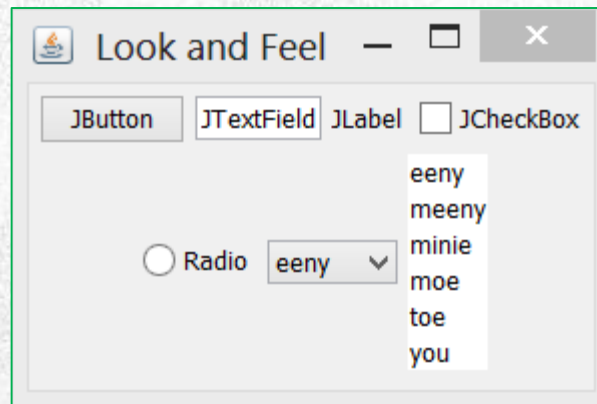 Look and Feel
JButton JTextField JLabel JCheckBox
Radio eeny
eeny
meeny
minie
moe
toe
you